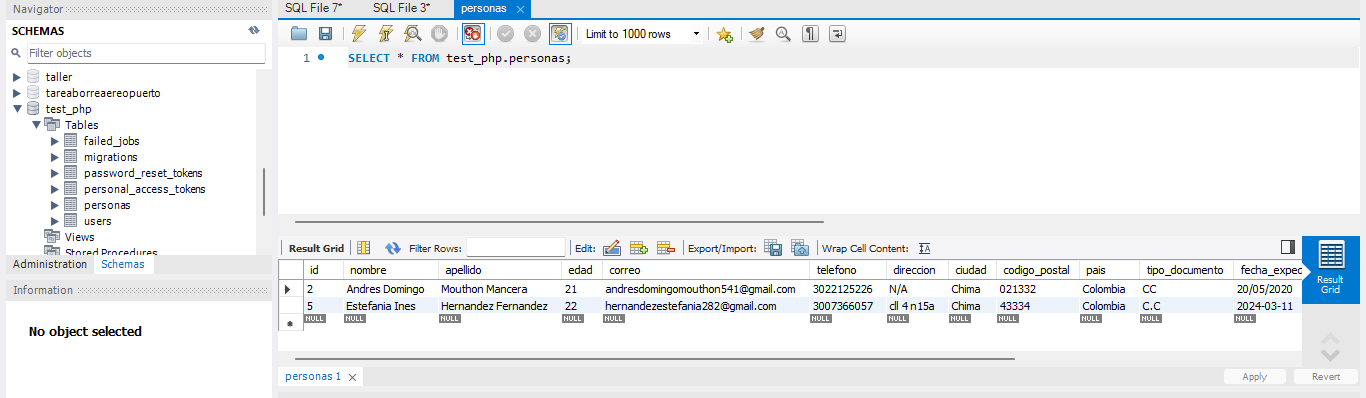 Navigator
SQL File 7*
SQL File 3*
personas
SCHEMAS
Filter objects
Limit to 1000 rows
taller
tareaborreaereopuerto
test_php
Tables
failed_jobs
migrations
password_reset_tokens
personal_access_tokens
personas
users
Views
Stored Procedures
Administration
Schemas
Information
No object selected
1
SELECT * FROM test_php.personas;
Result Grid
Filter Rows:
Edit:
Export/Import:
Wrap Cell Content:
id nombre apellido edad correo telefono direccion ciudad codigo_postal pais tipo_documento fecha_exped
2 Andres Domingo Mouthon Mancera 21 andresdomingomouthon541@gmail.com 3022125226 N/A Chima 021332 Colombia CC 20/05/2020
5 Estefania Ines Hernandez Fernandez 22 hernandezestefania282@gmail.com 3007366057 cll 4 n15a Chima 43334 Colombia C.C 2024-03-11
NULL NULL NULL NULL NULL NULL NULL NULL NULL NULL NULL NULL
Result
Grid
personas 1
Apply
Revert